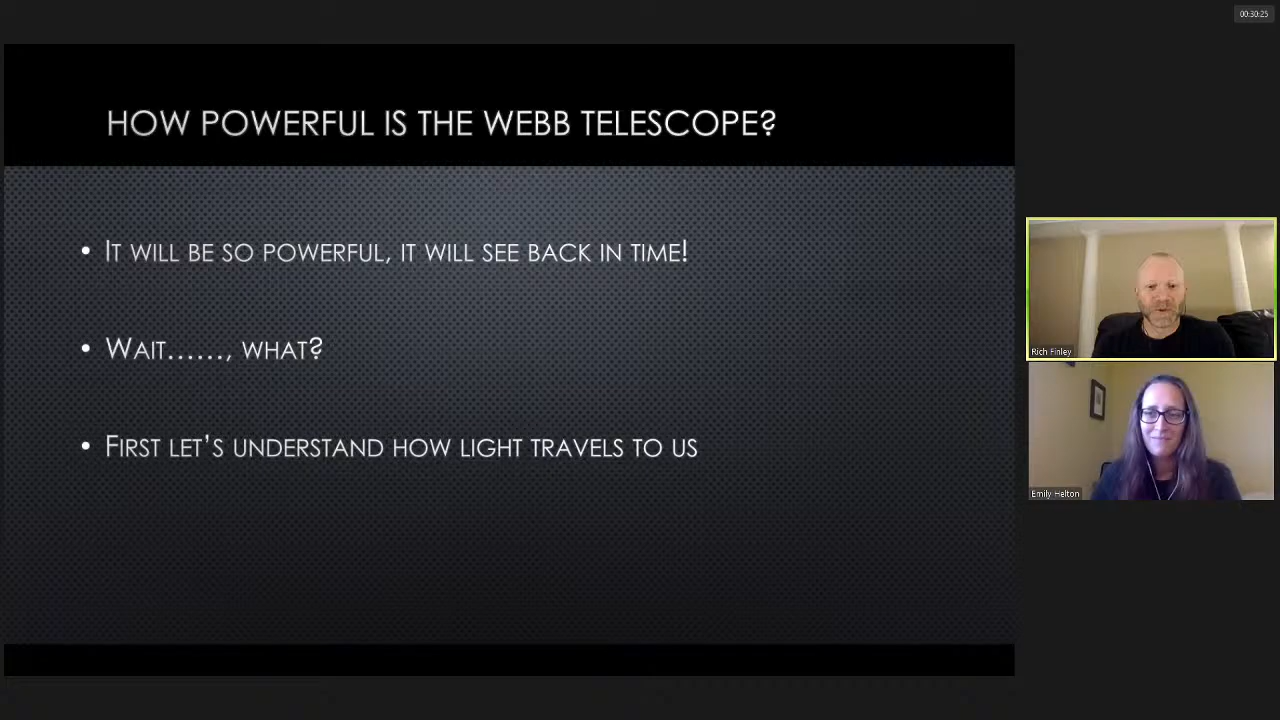 00:30:25
HOW POWERFUL IS THE WEBB TELESCOPE?
• IT WILL BE SO POWERFUL, IT WILL SEE BACK IN TIME!
• WAIT......, WHAT?
• FIRST LET’S UNDERSTAND HOW LIGHT TRAVELS TO US
Rich Finley
Emily Helton